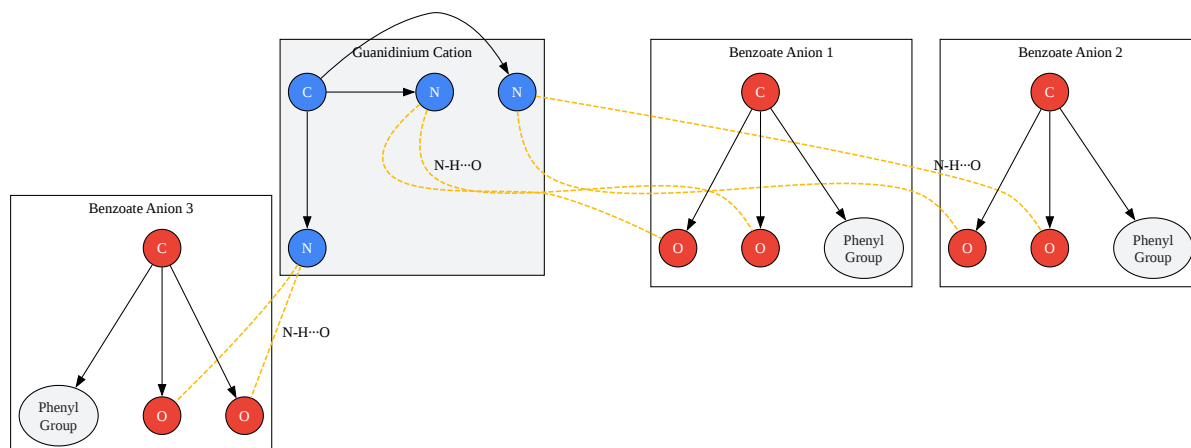 Guanidinium Cation
C
N
N
N-H···O
N
Benzoate Anion 1
C
O
O
Phenyl
Group
Benzoate Anion 2
C
N-H···O
O
O
Phenyl
Group
Benzoate Anion 3
C
N-H···O
Phenyl
Group
O
O